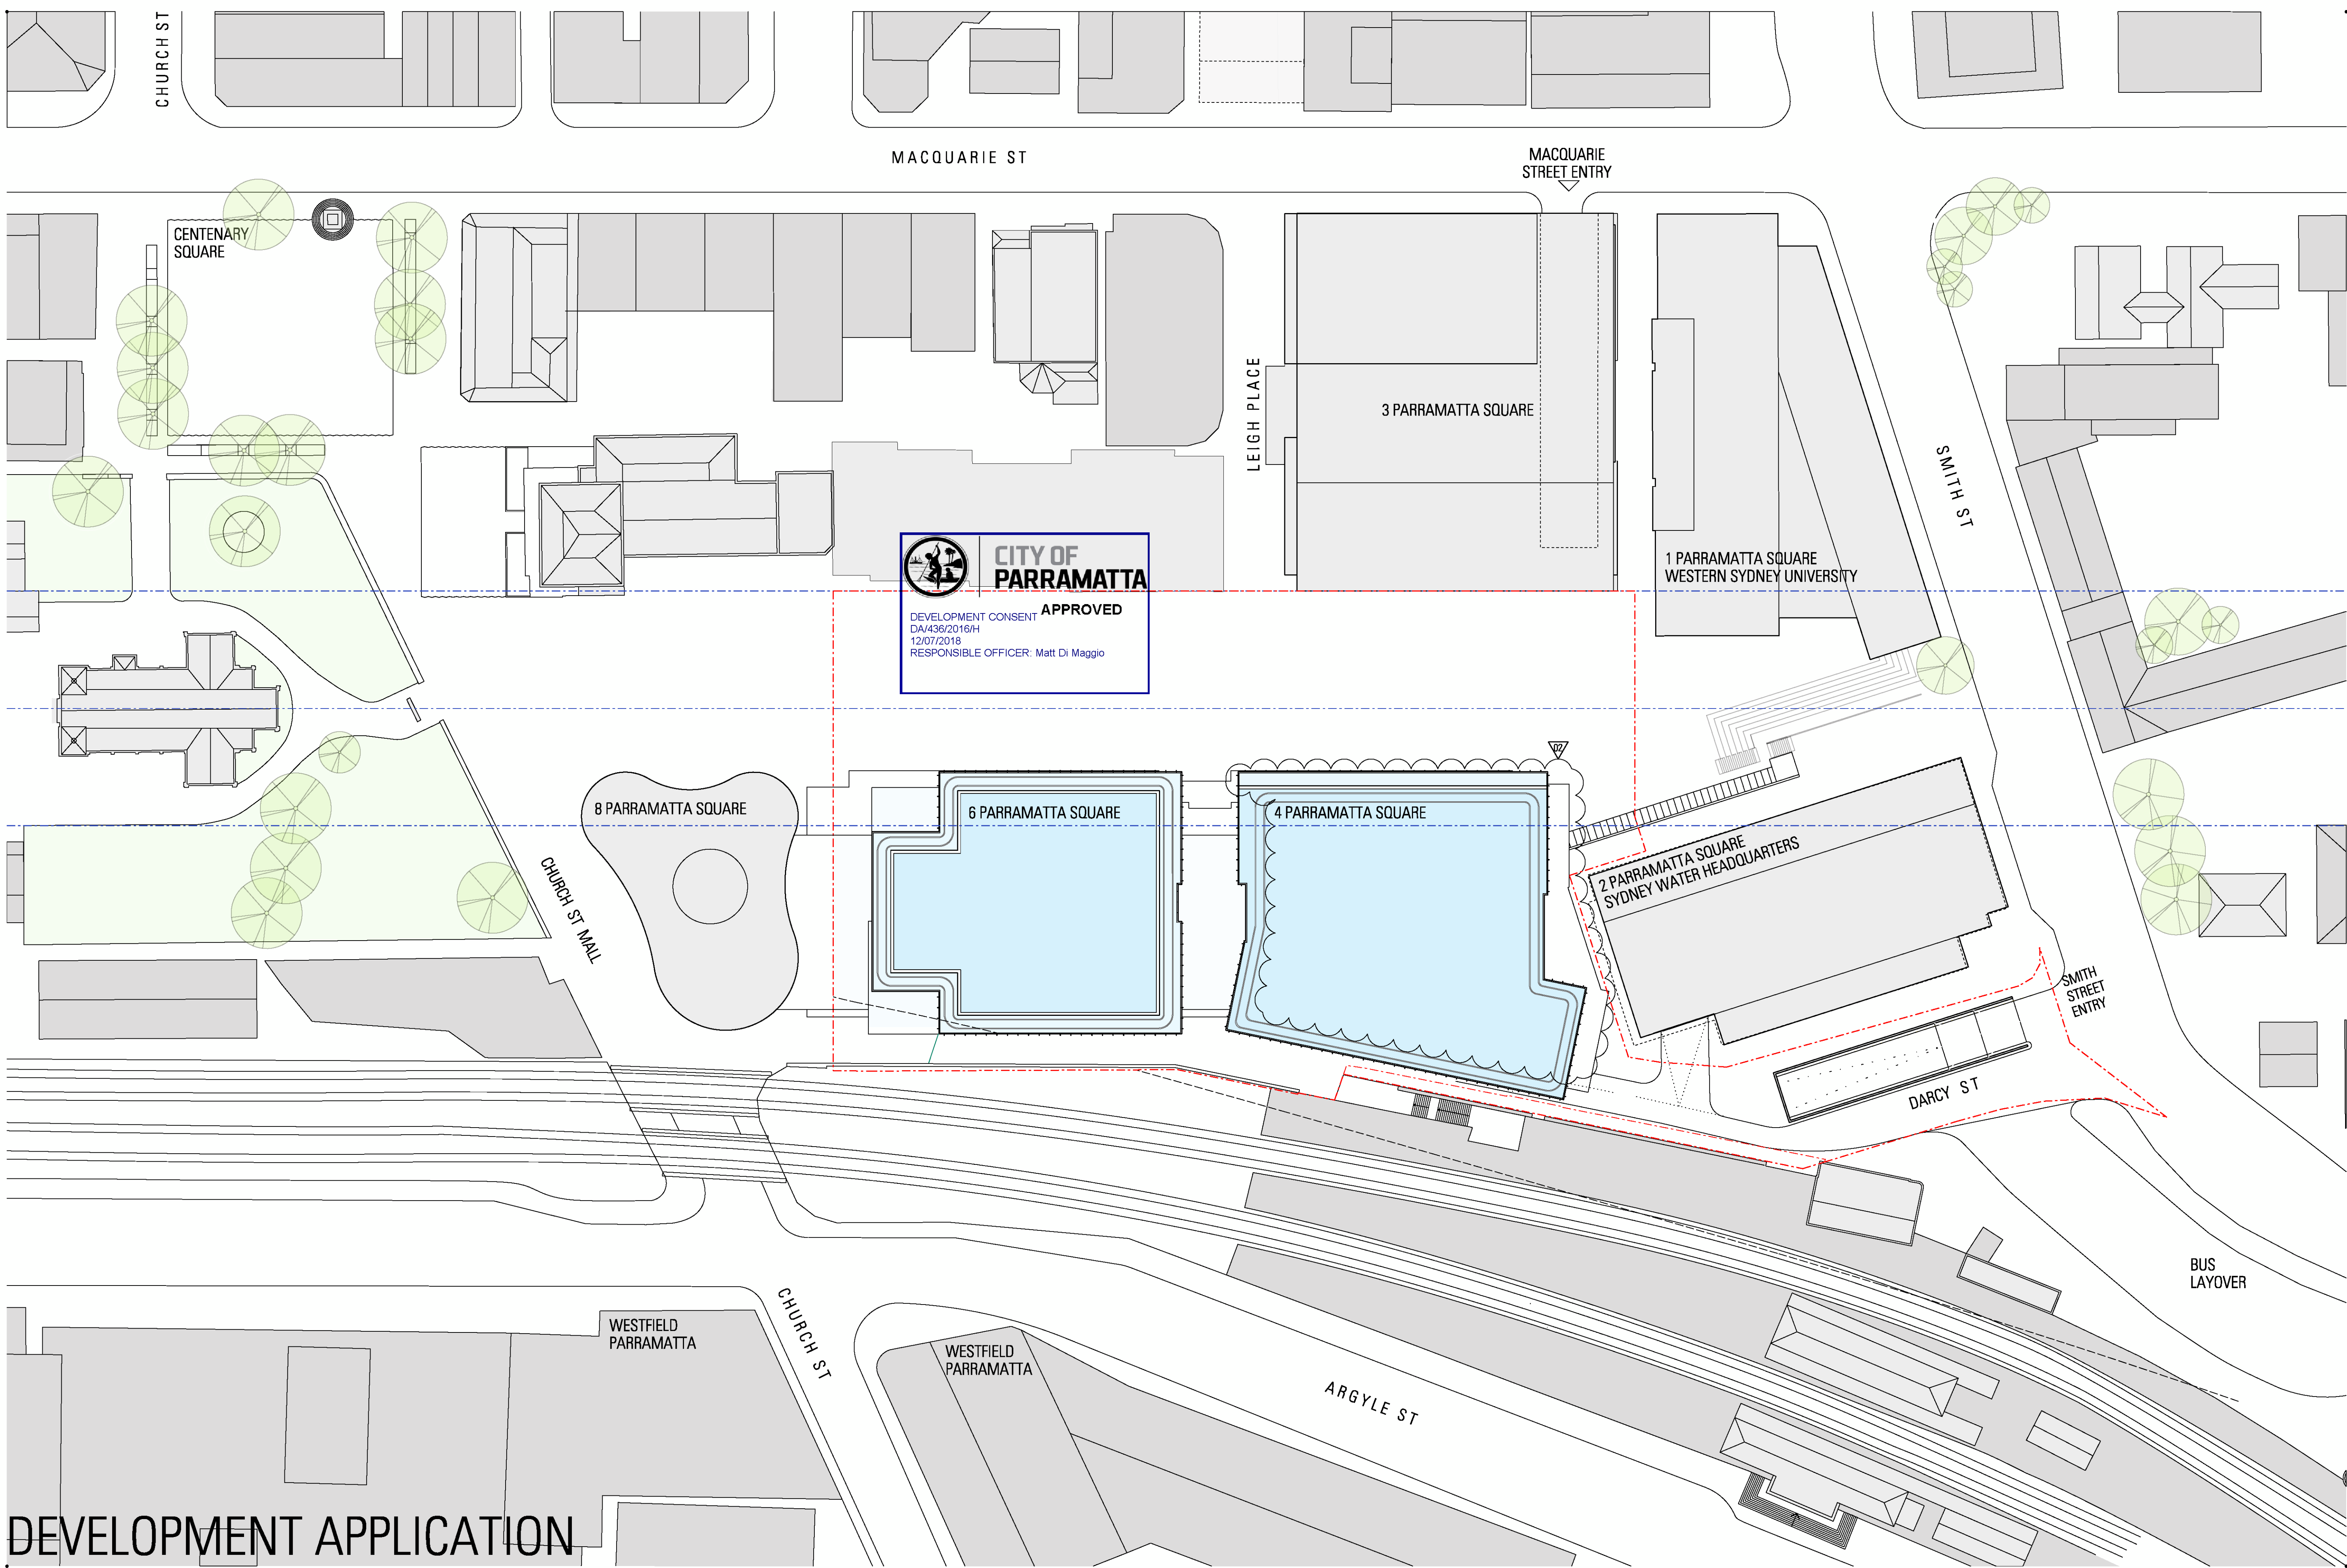 CHURCH ST
MACQUARIE ST
MACQUARIE
STREET ENTRY
CENTENARY
SQUARE
LEIGH PLACE
3 PARRAMATTA SQUARE
SMITH ST
1 PARRAMATTA SQUARE
WESTERN SYDNEY UNIVERSITY
CITY OF
PARRAMATTA
APPROVED
DEVELOPMENT CONSENT
DA/436/2016/H
12/07/2018
RESPONSIBLE OFFICER: Matt Di Maggio
02
8 PARRAMATTA SQUARE
6 PARRAMATTA SQUARE
4 PARRAMATTA SQUARE
2 PARRAMATTA SQUARE
SYDNEY WATER HEADQUARTERS
CHURCH ST MALL
SMITH
STREET
ENTRY
DARCY ST
BUS
LAYOVER
WESTFIELD
PARRAMATTA
CHURCH ST
WESTFIELD
PARRAMATTA
ARGYLE ST
DEVELOPMENT APPLICATION